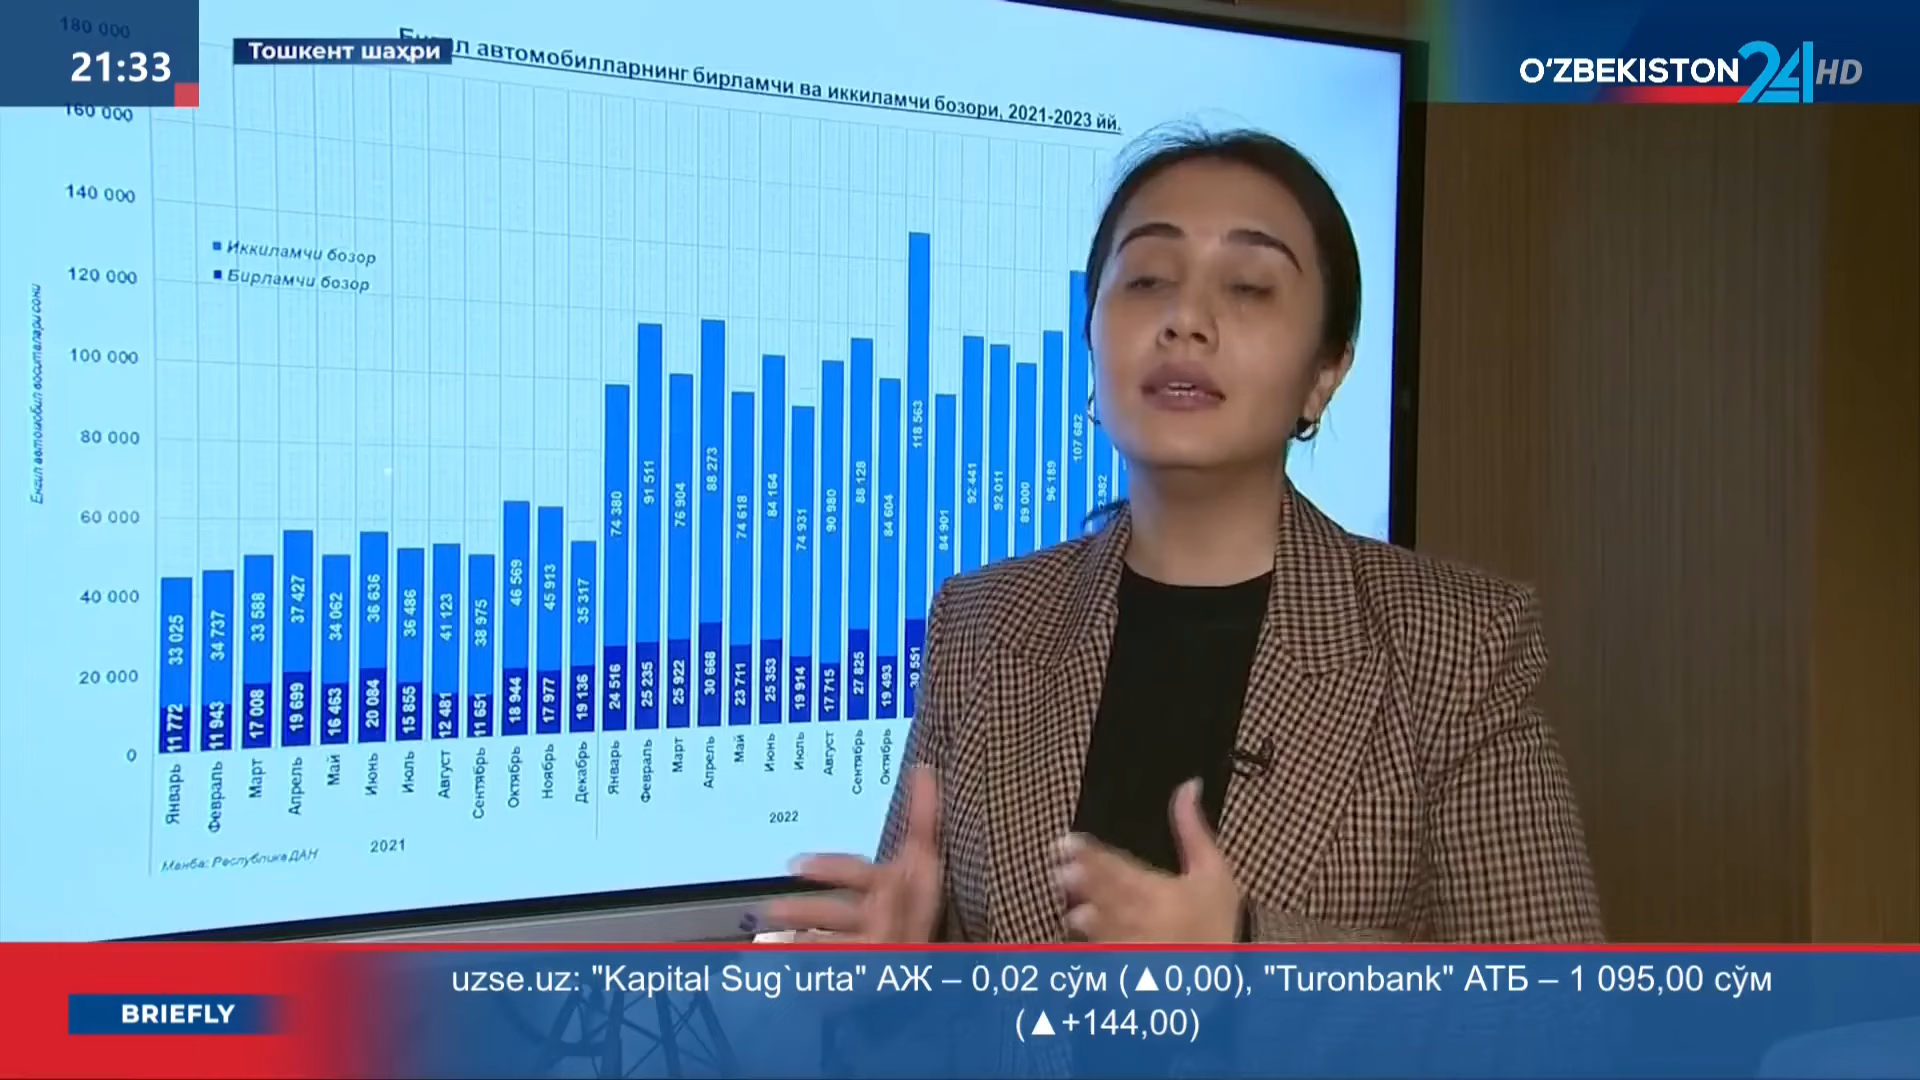 180 000
21:33
Тошкент шаҳри
O‘ZBEKISTON 24 HD
автомобилларнинг бирламчи ва иккиламчи бозори, 2021-2023 йй.
160 000
140 000
120 000
100 000
80 000
60 000
40 000
20 000
0
Енгил автомобил воситалари сони
Иккиламчи бозор
Бирламчи бозор
33 025
34 737
33 588
37 427
34 062
36 636
36 486
41 123
38 975
46 569
45 913
35 317
74 380
91 511
76 904
88 273
74 618
84 164
74 931
90 980
88 128
84 604
118 563
84 901
92 441
92 011
89 000
96 189
107 682
11 772
11 943
17 008
19 699
16 463
20 084
15 855
12 481
11 651
18 944
17 977
19 136
24 516
25 235
25 922
30 668
23 711
25 353
19 914
17 715
27 825
19 493
30 551
Январь
Февраль
Март
Апрель
Май
Июнь
Июль
Август
Сентябрь
Октябрь
Ноябрь
Декабрь
Январь
Февраль
Март
Апрель
Май
Июнь
Июль
Август
Сентябрь
Октябрь
2021
2022
Манба: Республика ДАН
BRIEFLY
uzse.uz: "Kapital Sug`urta" АЖ – 0,02 сўм (▲0,00), "Turonbank" АТБ – 1 095,00 сўм
(▲+144,00)